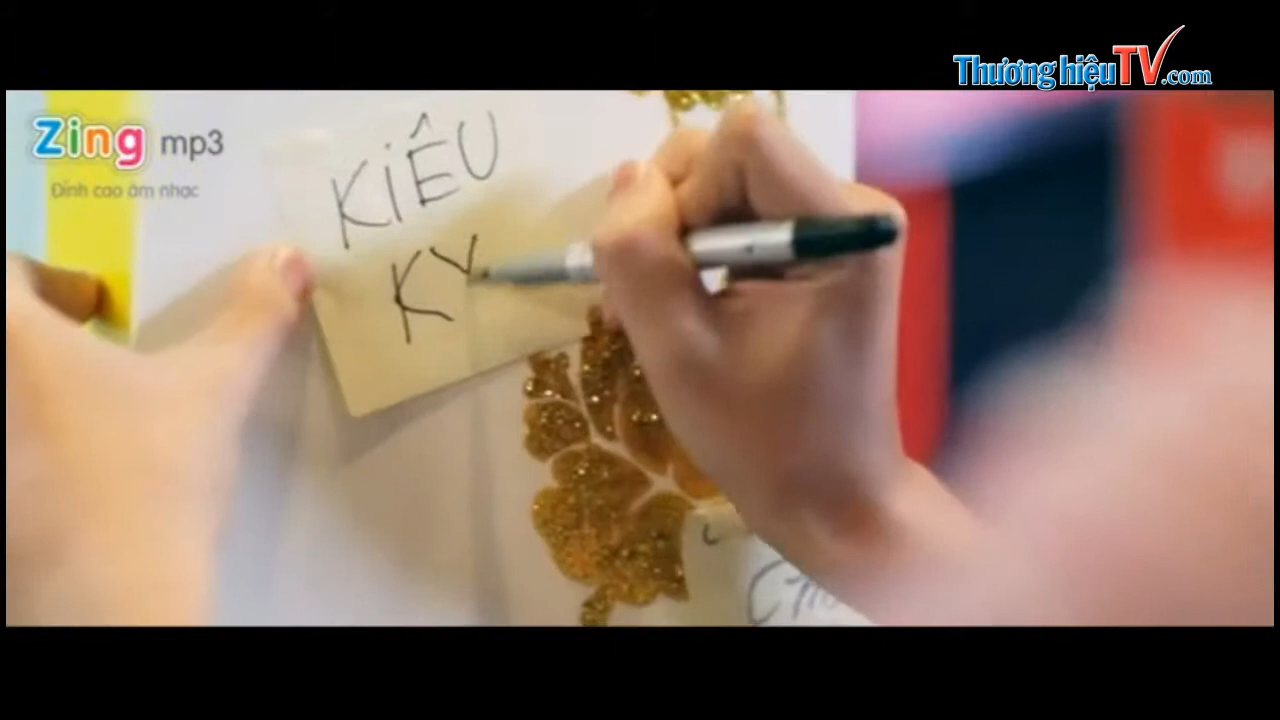 ThươnghiệuTV.com
Zing mp3
Đỉnh cao âm nhạc
KIÊU
KY